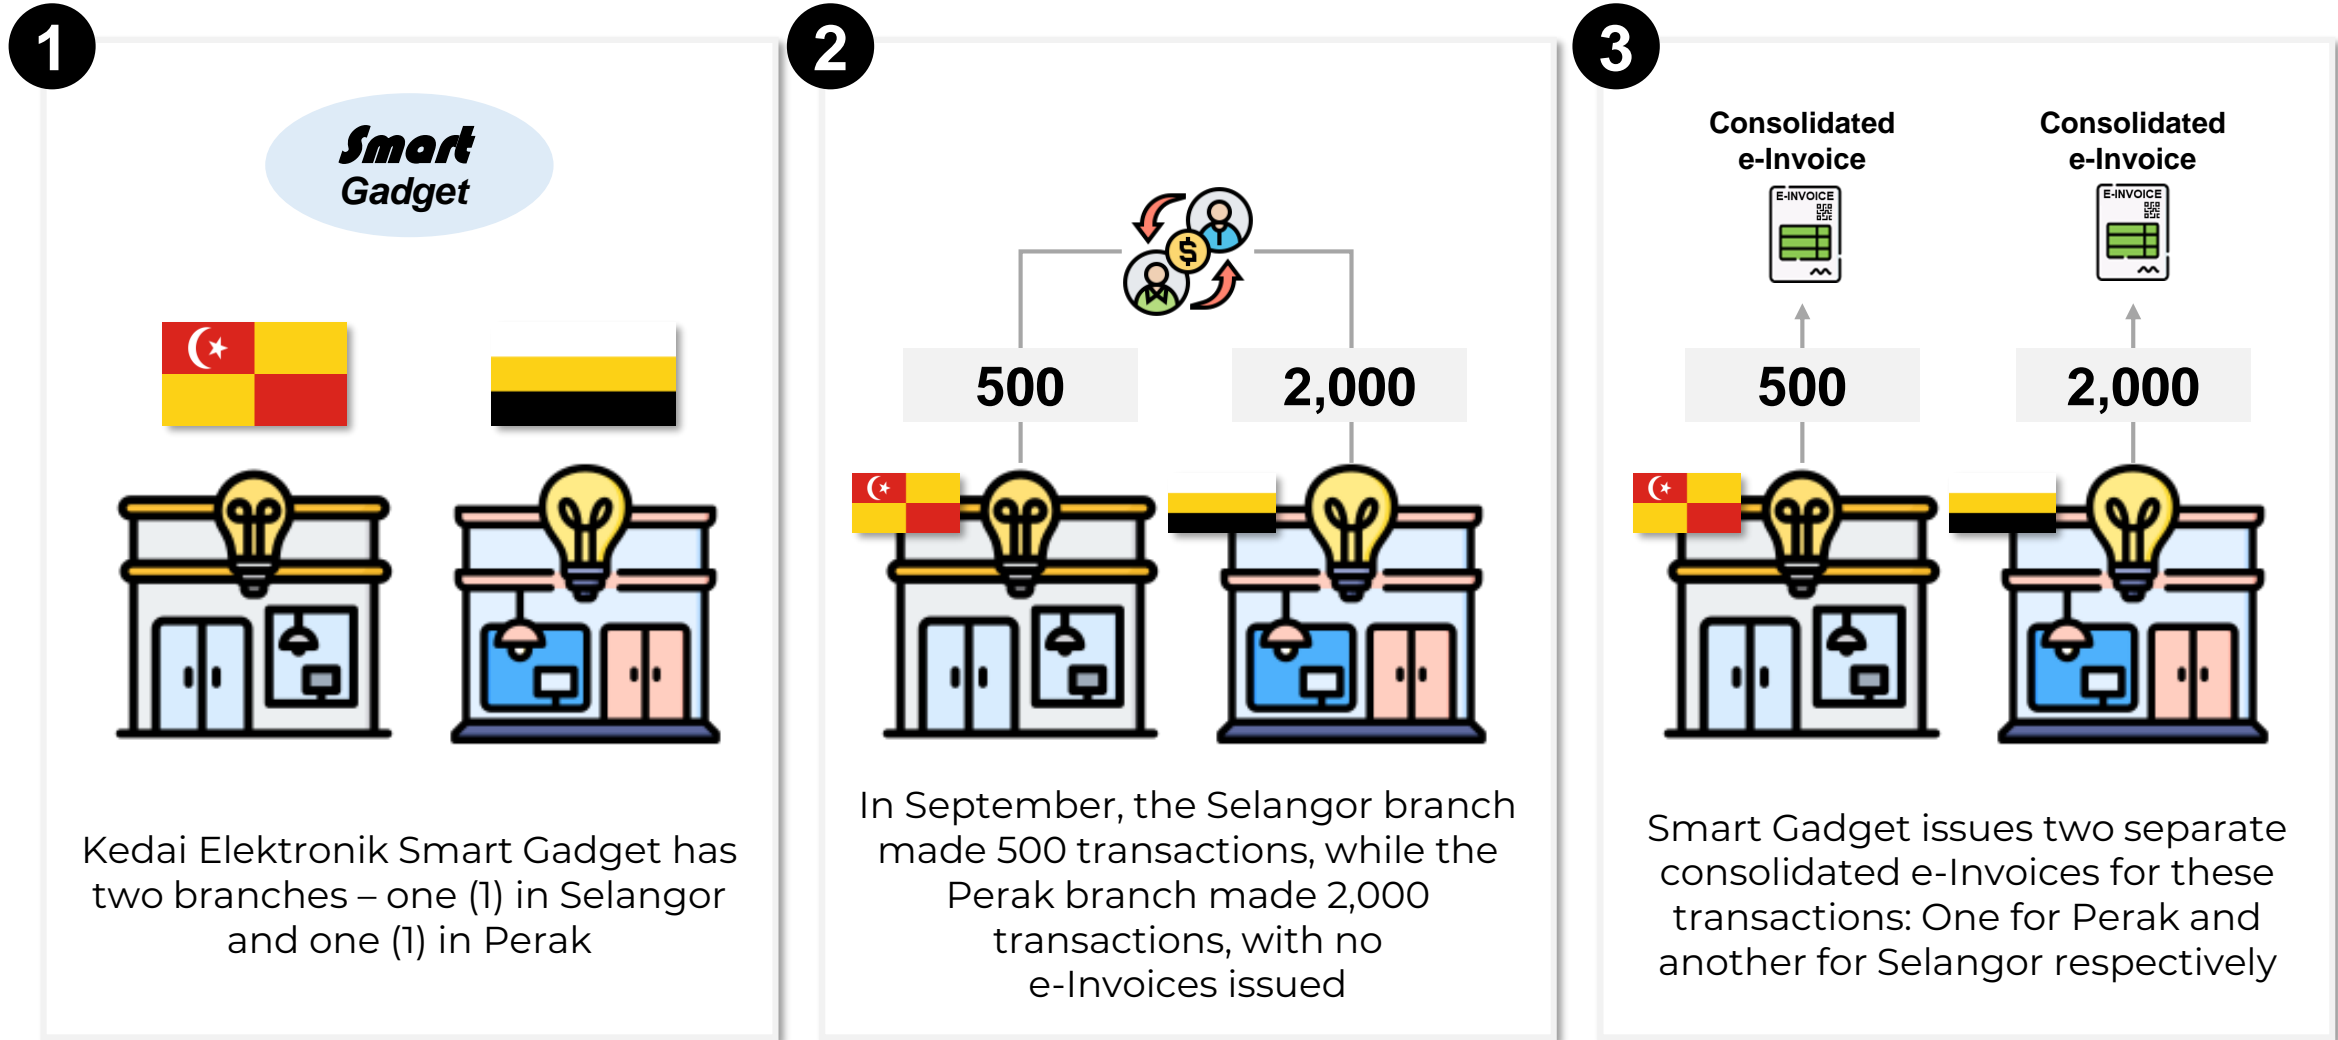 1
Smart
Gadget
Kedai Elektronik Smart Gadget has
two branches – one (1) in Selangor
and one (1) in Perak
2
500
2,000
In September, the Selangor branch
made 500 transactions, while the
Perak branch made 2,000
transactions, with no
e-Invoices issued
3
Consolidated
e-Invoice
E-INVOICE
500
Consolidated
e-Invoice
E-INVOICE
2,000
Smart Gadget issues two separate
consolidated e-Invoices for these
transactions: One for Perak and
another for Selangor respectively